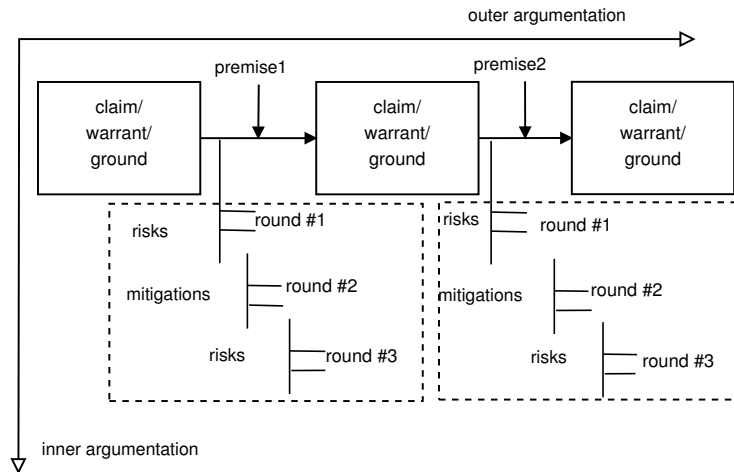 outer argumentation
premise1
premise2
claim/
warrant/
ground
claim/
warrant/
ground
claim/
warrant/
ground
risks
round #1
mitigations
round #2
risks
round #3
risks
round #1
mitigations
round #2
risks
round #3
inner argumentation